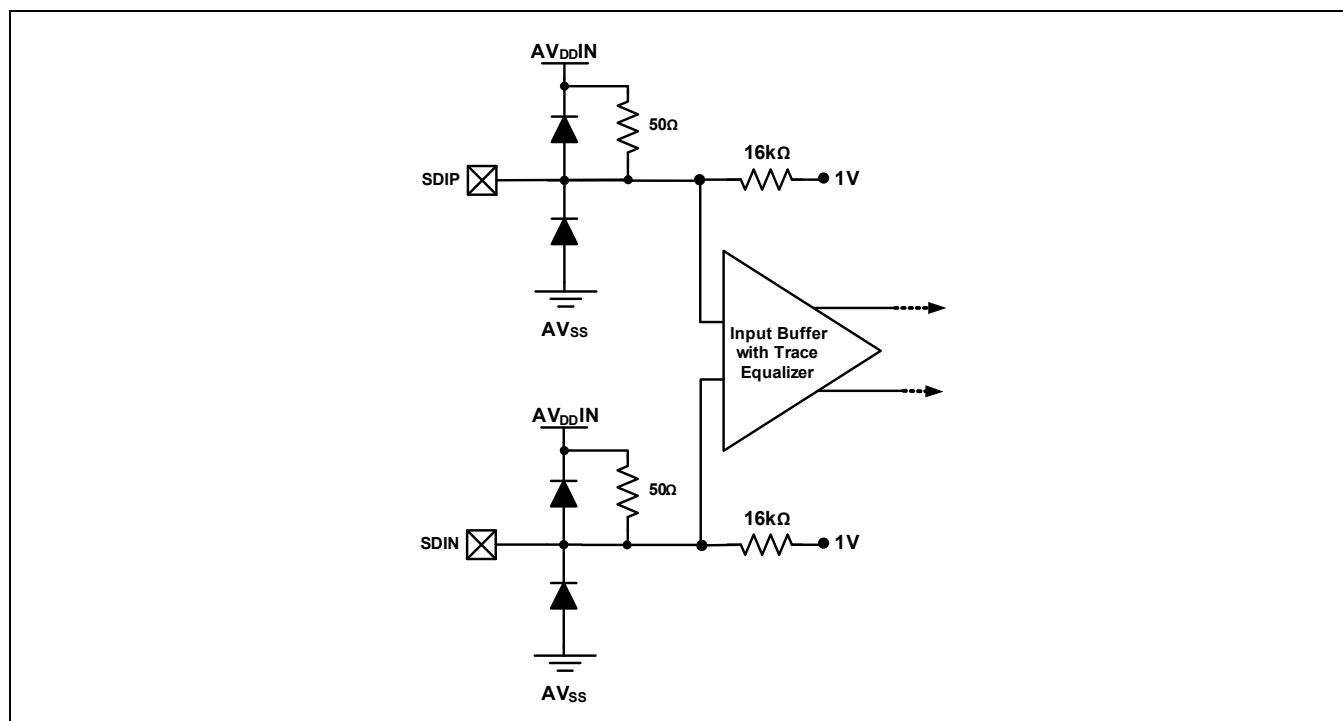 AVDDIN
50Ω
16kΩ
SDIP
1V
AVSS
Input Buffer
with Trace
Equalizer
AVDDIN
50Ω
16kΩ
SDIN
1V
AVSS